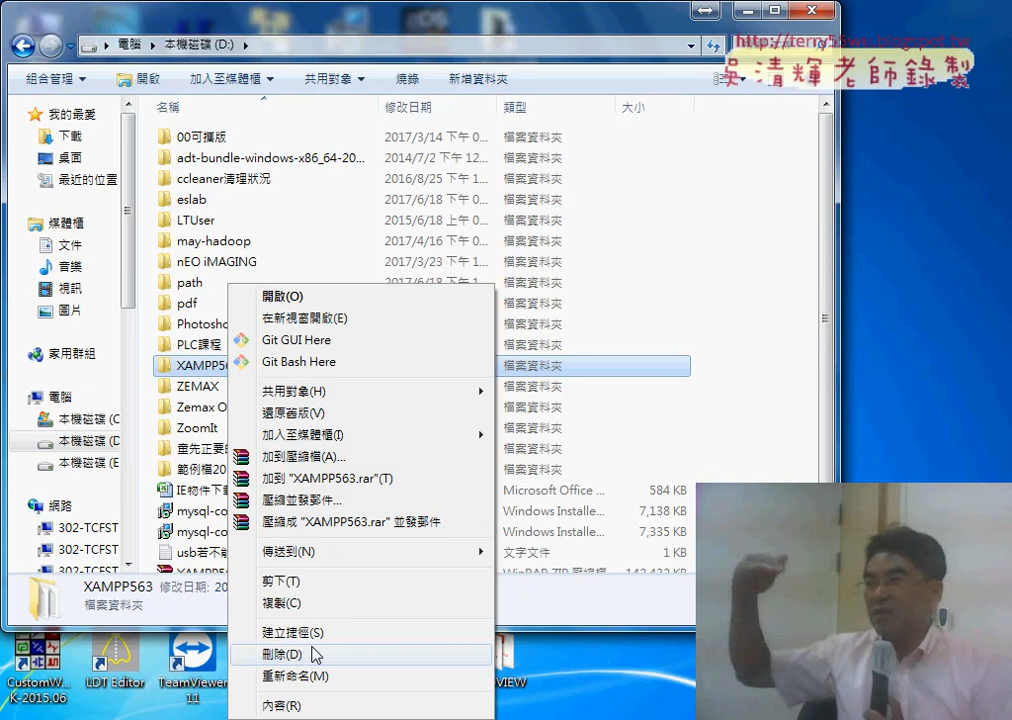 http://terry55wu.blogspot.tw
吳清輝老師錄製
電腦 本機磁碟 (D:)
組合管理 開啟 加入至媒體櫃 共用對象 燒錄 新增資料夾
名稱 修改日期 類型 大小
我的最愛
下載
桌面
最近的位置
媒體櫃
文件
音樂
視訊
圖片
家用群組
電腦
本機磁碟 (C
本機磁碟 (D
本機磁碟 (E
網路
302-TCFST
302-TCFST
302-TCFST
00可攜版 2017/3/14 下午 0... 檔案資料夾
adt-bundle-windows-x86_64-20... 2014/7/2 下午 12... 檔案資料夾
ccleaner清理狀況 2016/8/25 下午 1... 檔案資料夾
eslab 2017/6/18 下午 0... 檔案資料夾
LTUser 2015/6/18 上午 0... 檔案資料夾
may-hadoop 2017/4/16 下午 0... 檔案資料夾
nEO iMAGING 2017/3/23 下午 1... 檔案資料夾
path 2017/6/18 下午 0... 檔案資料夾
pdf 檔案資料夾
Photosho 檔案資料夾
PLC課程 檔案資料夾
XAMPP56 檔案資料夾
ZEMAX 檔案資料夾
Zemax O 檔案資料夾
ZoomIt 檔案資料夾
童先正要的 檔案資料夾
範例檔20 檔案資料夾
IE物件下載 Microsoft Office ... 584 KB
mysql-co Windows Installe... 7,138 KB
mysql-co Windows Installe... 7,335 KB
usb若不能 文字文件 1 KB
開啟(O)
在新視窗開啟(E)
Git GUI Here
Git Bash Here
共用對象(H)
還原舊版(V)
加入至媒體櫃(I)
加到壓縮檔(A)...
加到 "XAMPP563.rar"(T)
壓縮並發郵件...
壓縮成 "XAMPP563.rar" 並發郵件
傳送到(N)
剪下(T)
複製(C)
建立捷徑(S)
刪除(D)
重新命名(M)
內容(R)
XAMPP563 修改日期: 20
檔案資料夾
CustomW...
K-2015.06
LDT Editor
TeamViewer
11
VIEW